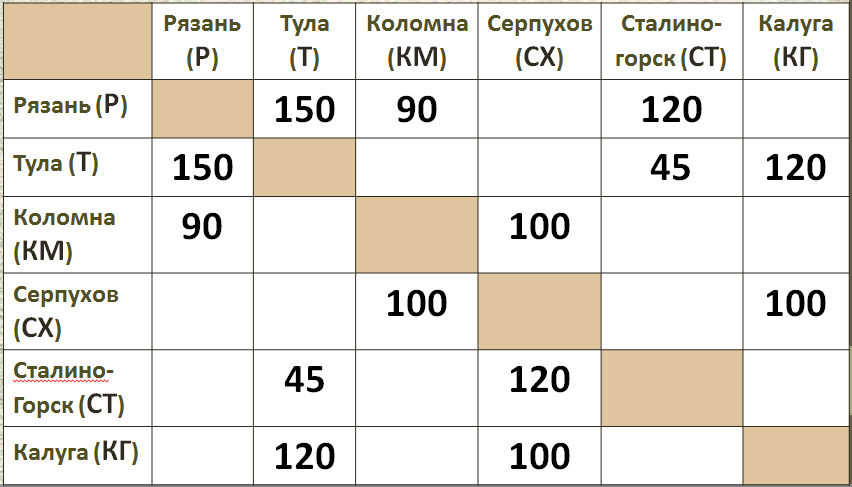 Рязань (Р) Тула (Т) Коломна (КМ) Серпухов (СХ) Сталино-горск (СТ) Калуга (КГ)
Рязань (Р) 150 90 120
Тула (Т) 150 45 120
Коломна (КМ) 90 100
Серпухов (СХ) 100 100
Сталино-Горск (СТ) 45 120
Калуга (КГ) 120 100